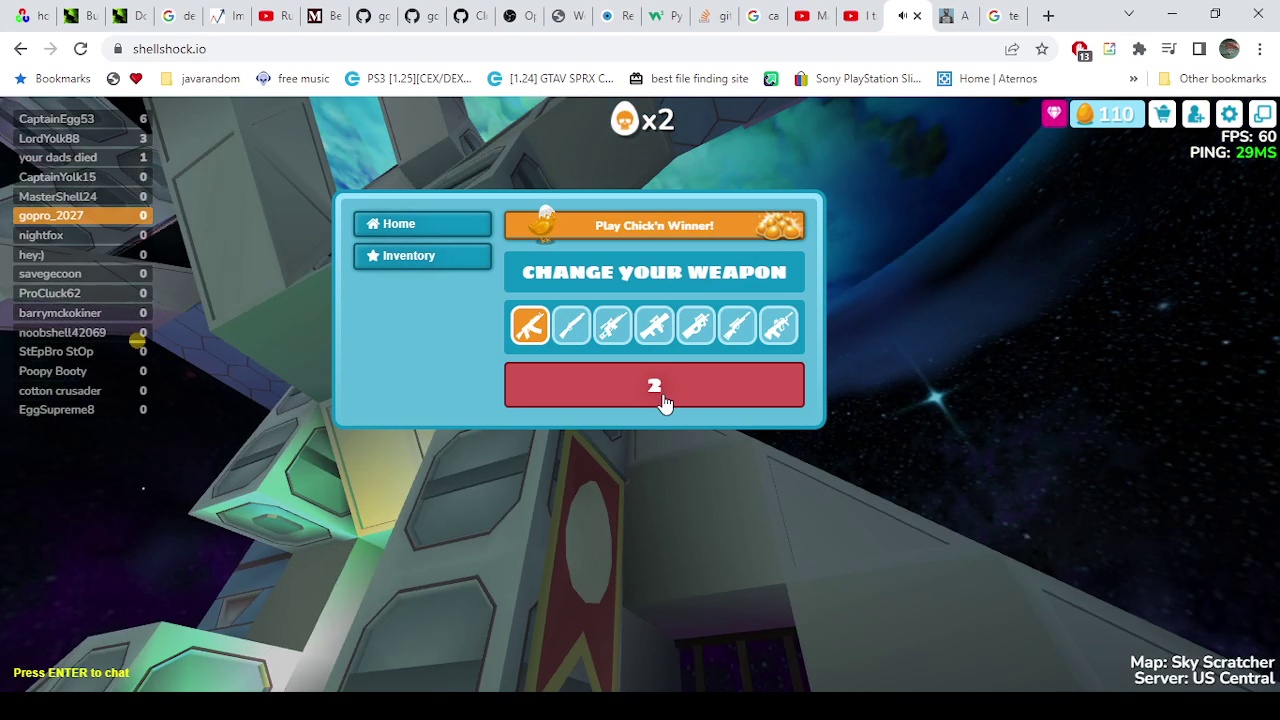 hc
Bu
Dc
de
Im
Ru
Be
gc
gc
Cl
Op
W
Re
Py
git
ca
M
I t
A
te
shellshock.io
13
Bookmarks
javarandom
free music
PS3 [1.25][CEX/DEX...
[1.24] GTAV SPRX C...
best file finding site
Sony PlayStation Sli...
Home | Aternos
»
Other bookmarks
CaptainEgg53 6
LordYolk88 3
your dads died 1
CaptainYolk15 0
MasterShell24 0
gopro_2027 0
nightfox 0
hey:) 0
savegecoon 0
ProCluck62 0
barrymckokiner 0
noobshell42069 0
StEpBro StOp 0
Poopy Booty 0
cotton crusader 0
EggSupreme8 0
x2
110
FPS: 60
PING: 29MS
Home
Inventory
Play Chick'n Winner!
CHANGE YOUR WEAPON
2
Press ENTER to chat
Map: Sky Scratcher
Server: US Central